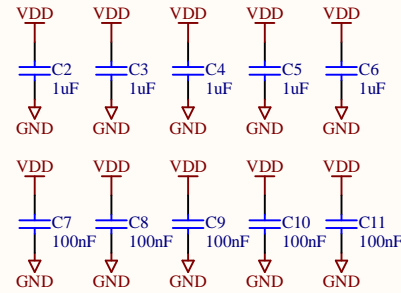 VDD VDD VDD VDD VDD
C2 C3 C4 C5 C6
1uF 1uF 1uF 1uF 1uF
GND GND GND GND GND
VDD VDD VDD VDD VDD
C7 C8 C9 C10 C11
100nF 100nF 100nF 100nF 100nF
GND GND GND GND GND